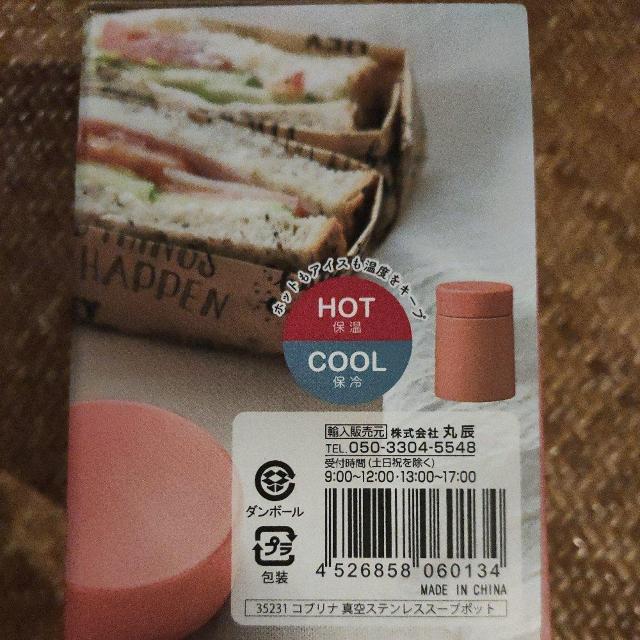 THINGS
HAPPEN
ホットもアイスも温度をキープ
HOT
保温
COOL
保冷
輸入販売元 株式会社 丸辰
TEL.050-3304-5548
受付時間(土日祝を除く)
9:00~12:00・13:00~17:00
ダンボール
プラ
包装
4 526858 060134
MADE IN CHINA
35231 コプリナ 真空ステンレススープポット